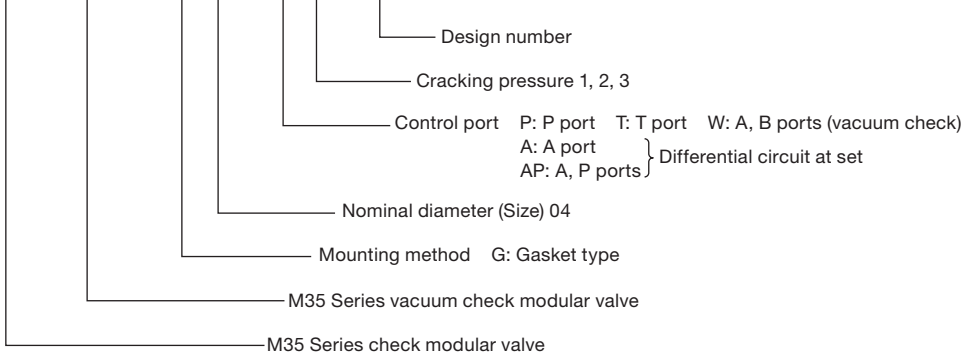 Design number
Cracking pressure 1, 2, 3
Control port P: P port T: T port W: A, B ports (vacuum check)
A: A port
AP: A, P ports
Differential circuit at set
Nominal diameter (Size) 04
Mounting method G: Gasket type
M35 Series vacuum check modular valve
M35 Series check modular valve